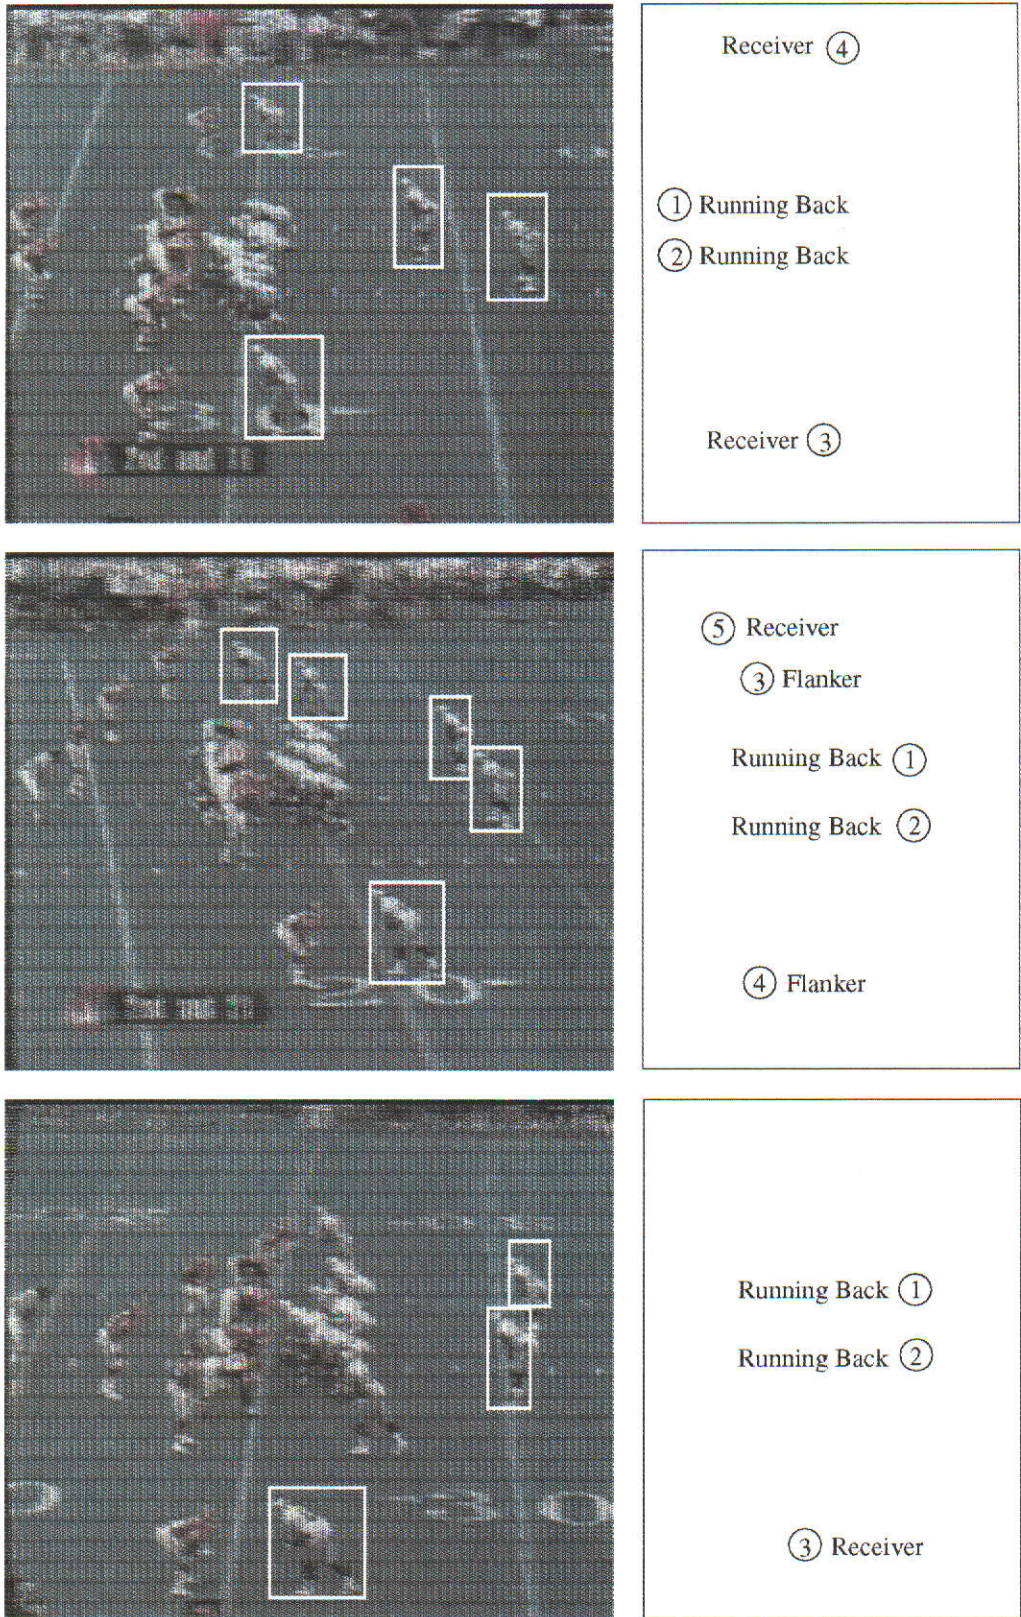 Receiver ④
① Running Back
② Running Back
Receiver ③
⑤ Receiver
③ Flanker
Running Back ①
Running Back ②
④ Flanker
Running Back ①
Running Back ②
③ Receiver